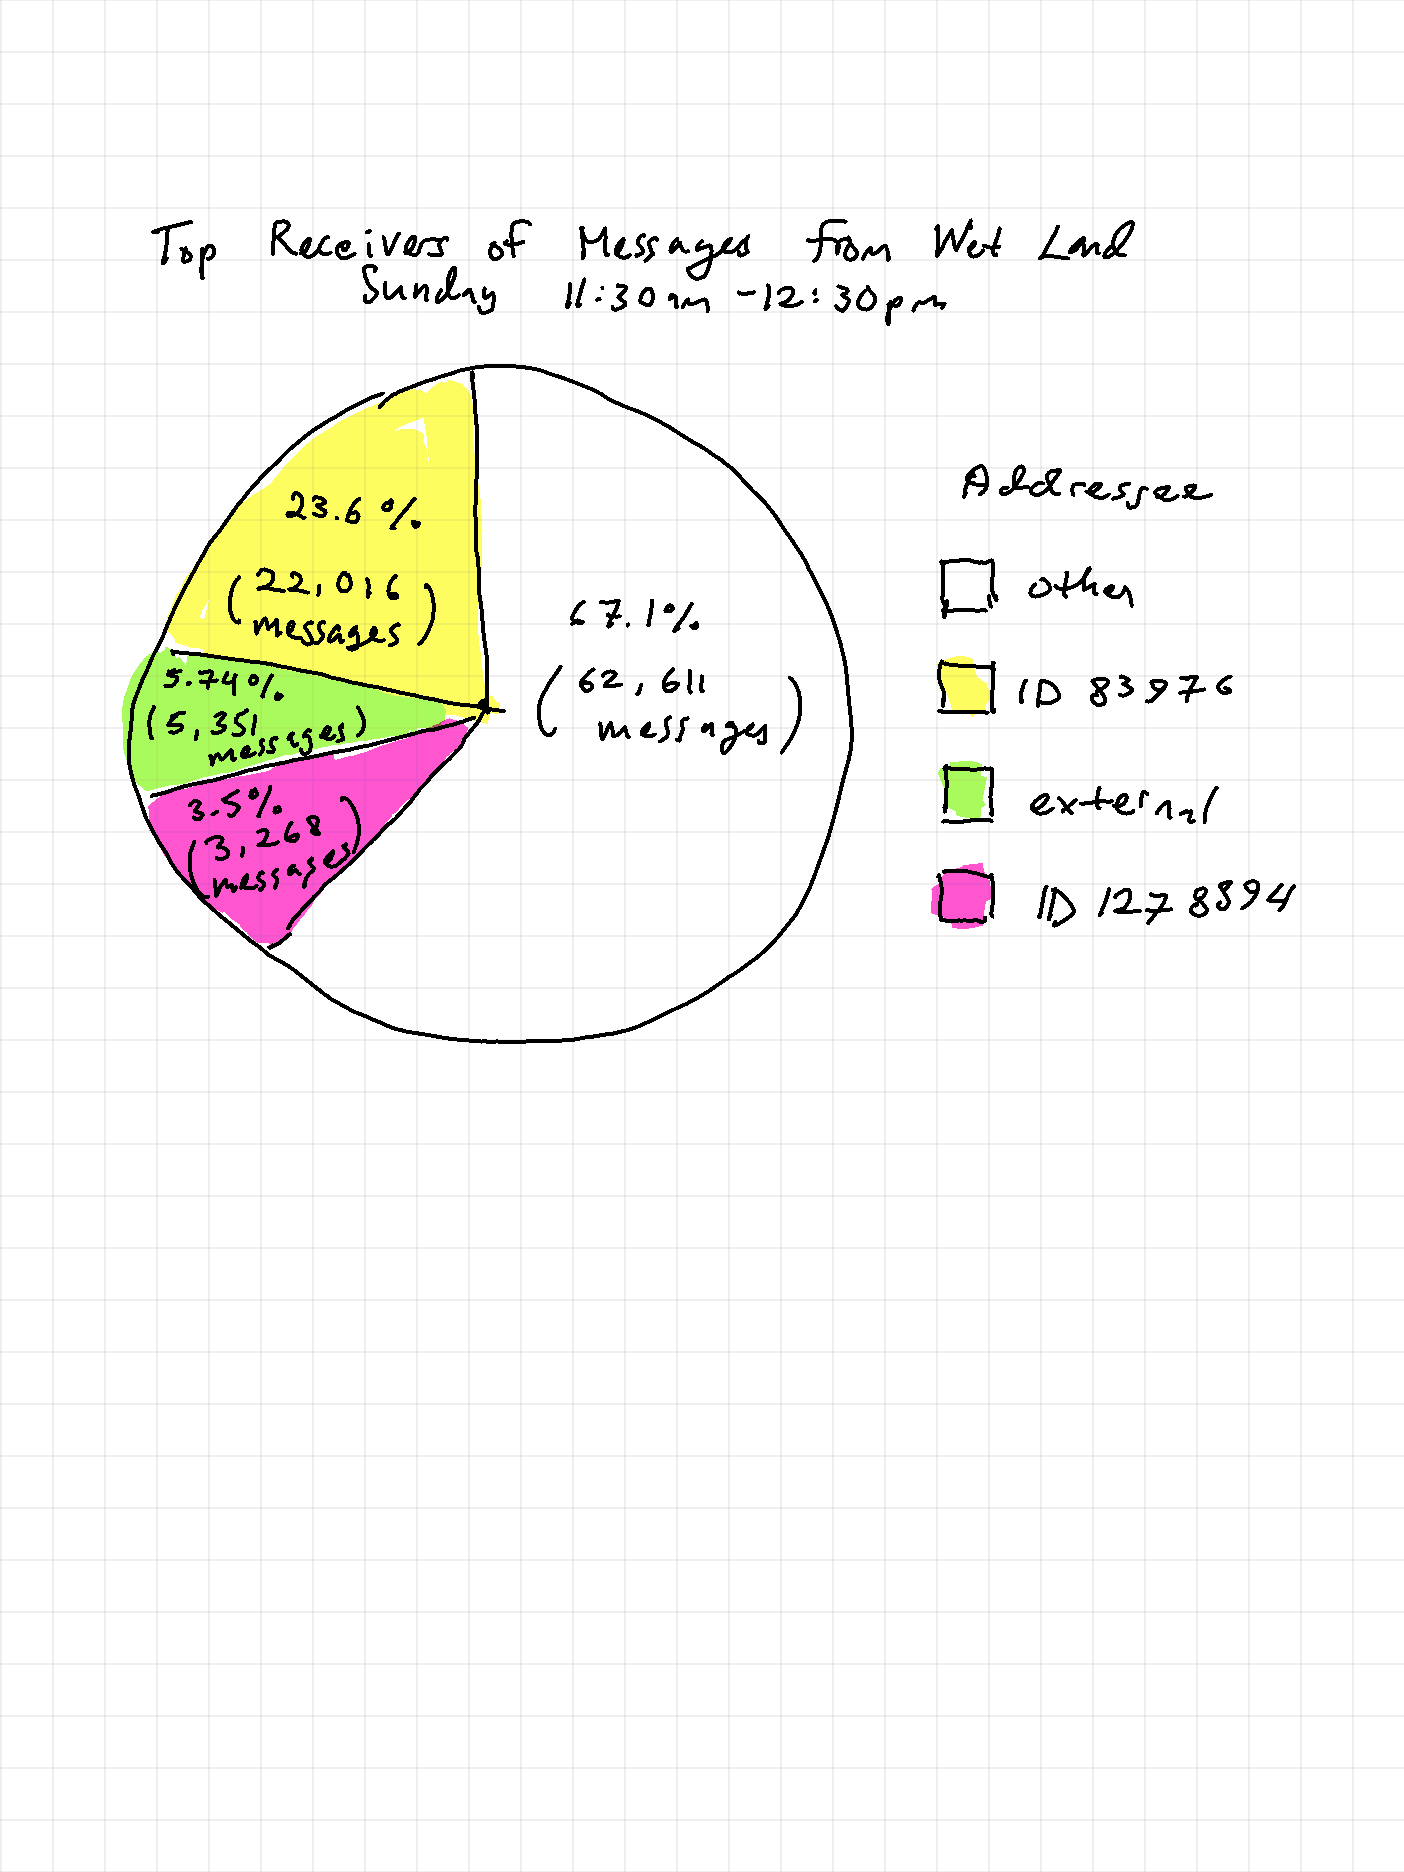 Top Receivers of Messages from Wet Land
Sunday 11:30am - 12:30pm
23.6%
(22,016
messages)
5.74%
(5,351
messages)
3.5%
(3,268
messages)
67.1%
(62,611
messages)
Addressee
other
ID 83976
external
ID 1278894